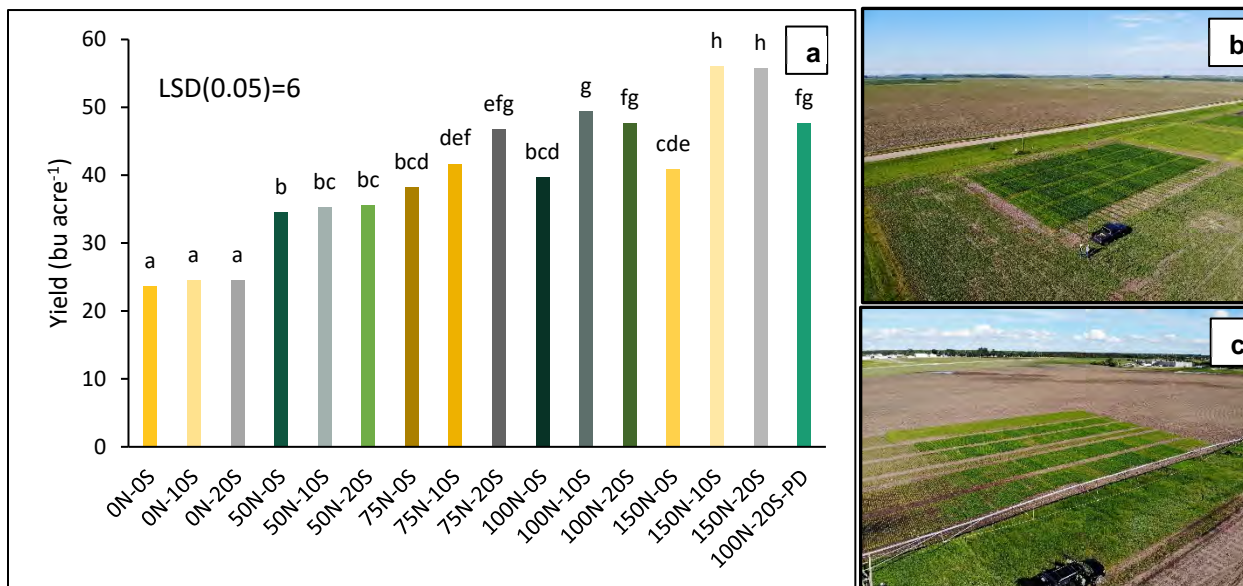 60
50
40
30
20
10
0
Yield (bu acre⁻¹)
LSD(0.05)=6
a
a
a
a
b
bc
bc
bcd
def
efg
bcd
g
fg
cde
h
h
fg
0N-0S
0N-10S
0N-20S
50N-0S
50N-10S
50N-20S
75N-0S
75N-10S
75N-20S
100N-0S
100N-10S
100N-20S
150N-0S
150N-10S
150N-20S
100N-20S-PD
b
c